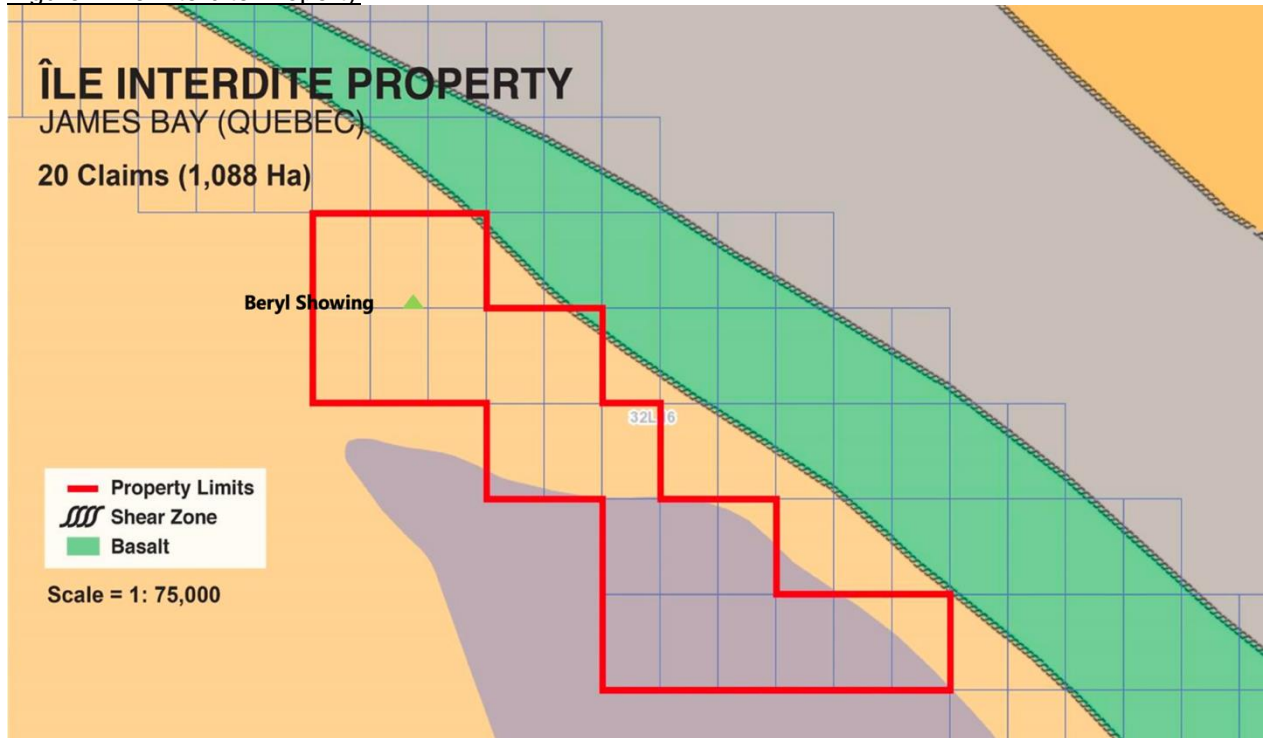 ÎLE INTERDITE PROPERTY
JAMES BAY (QUEBEC)
20 Claims (1,088 Ha)
Beryl Showing
Property Limits
Shear Zone
Basalt
Scale = 1: 75,000